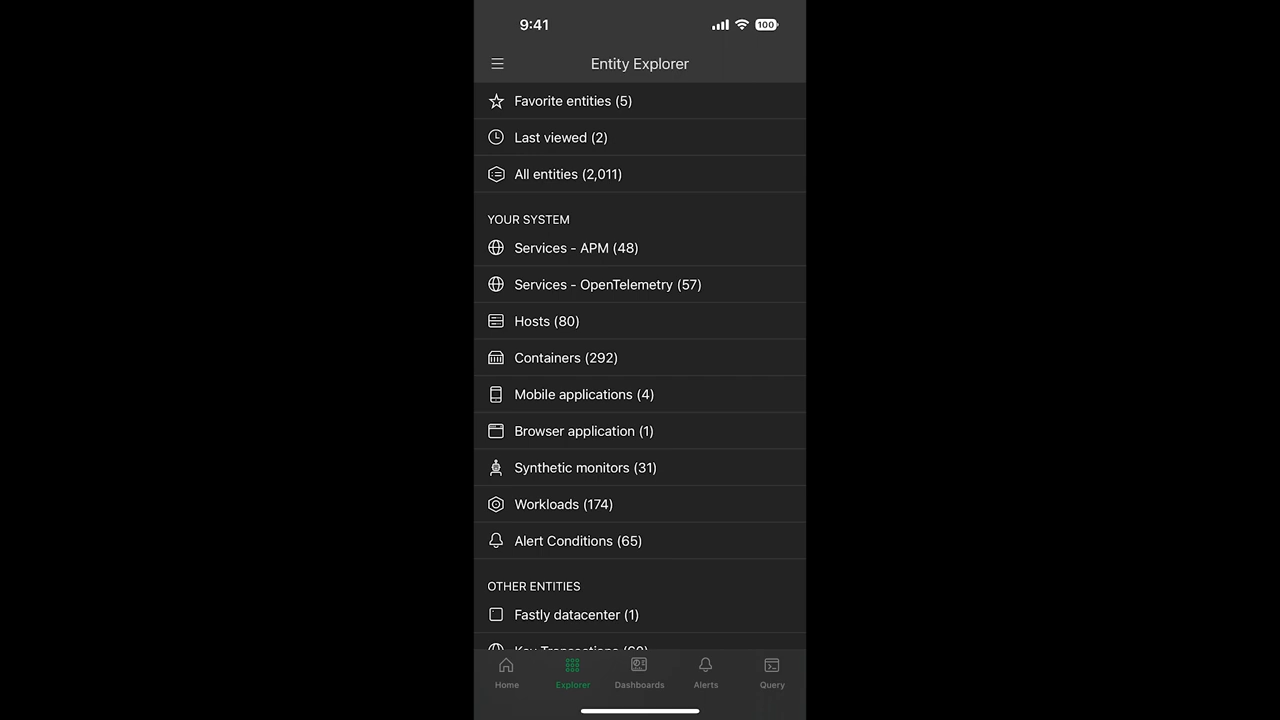 9:41
100
Entity Explorer
Favorite entities (5)
Last viewed (2)
All entities (2,011)
YOUR SYSTEM
Services - APM (48)
Services - OpenTelemetry (57)
Hosts (80)
Containers (292)
Mobile applications (4)
Browser application (1)
Synthetic monitors (31)
Workloads (174)
Alert Conditions (65)
OTHER ENTITIES
Fastly datacenter (1)
Key Transactions
Home Explorer Dashboards Alerts Query